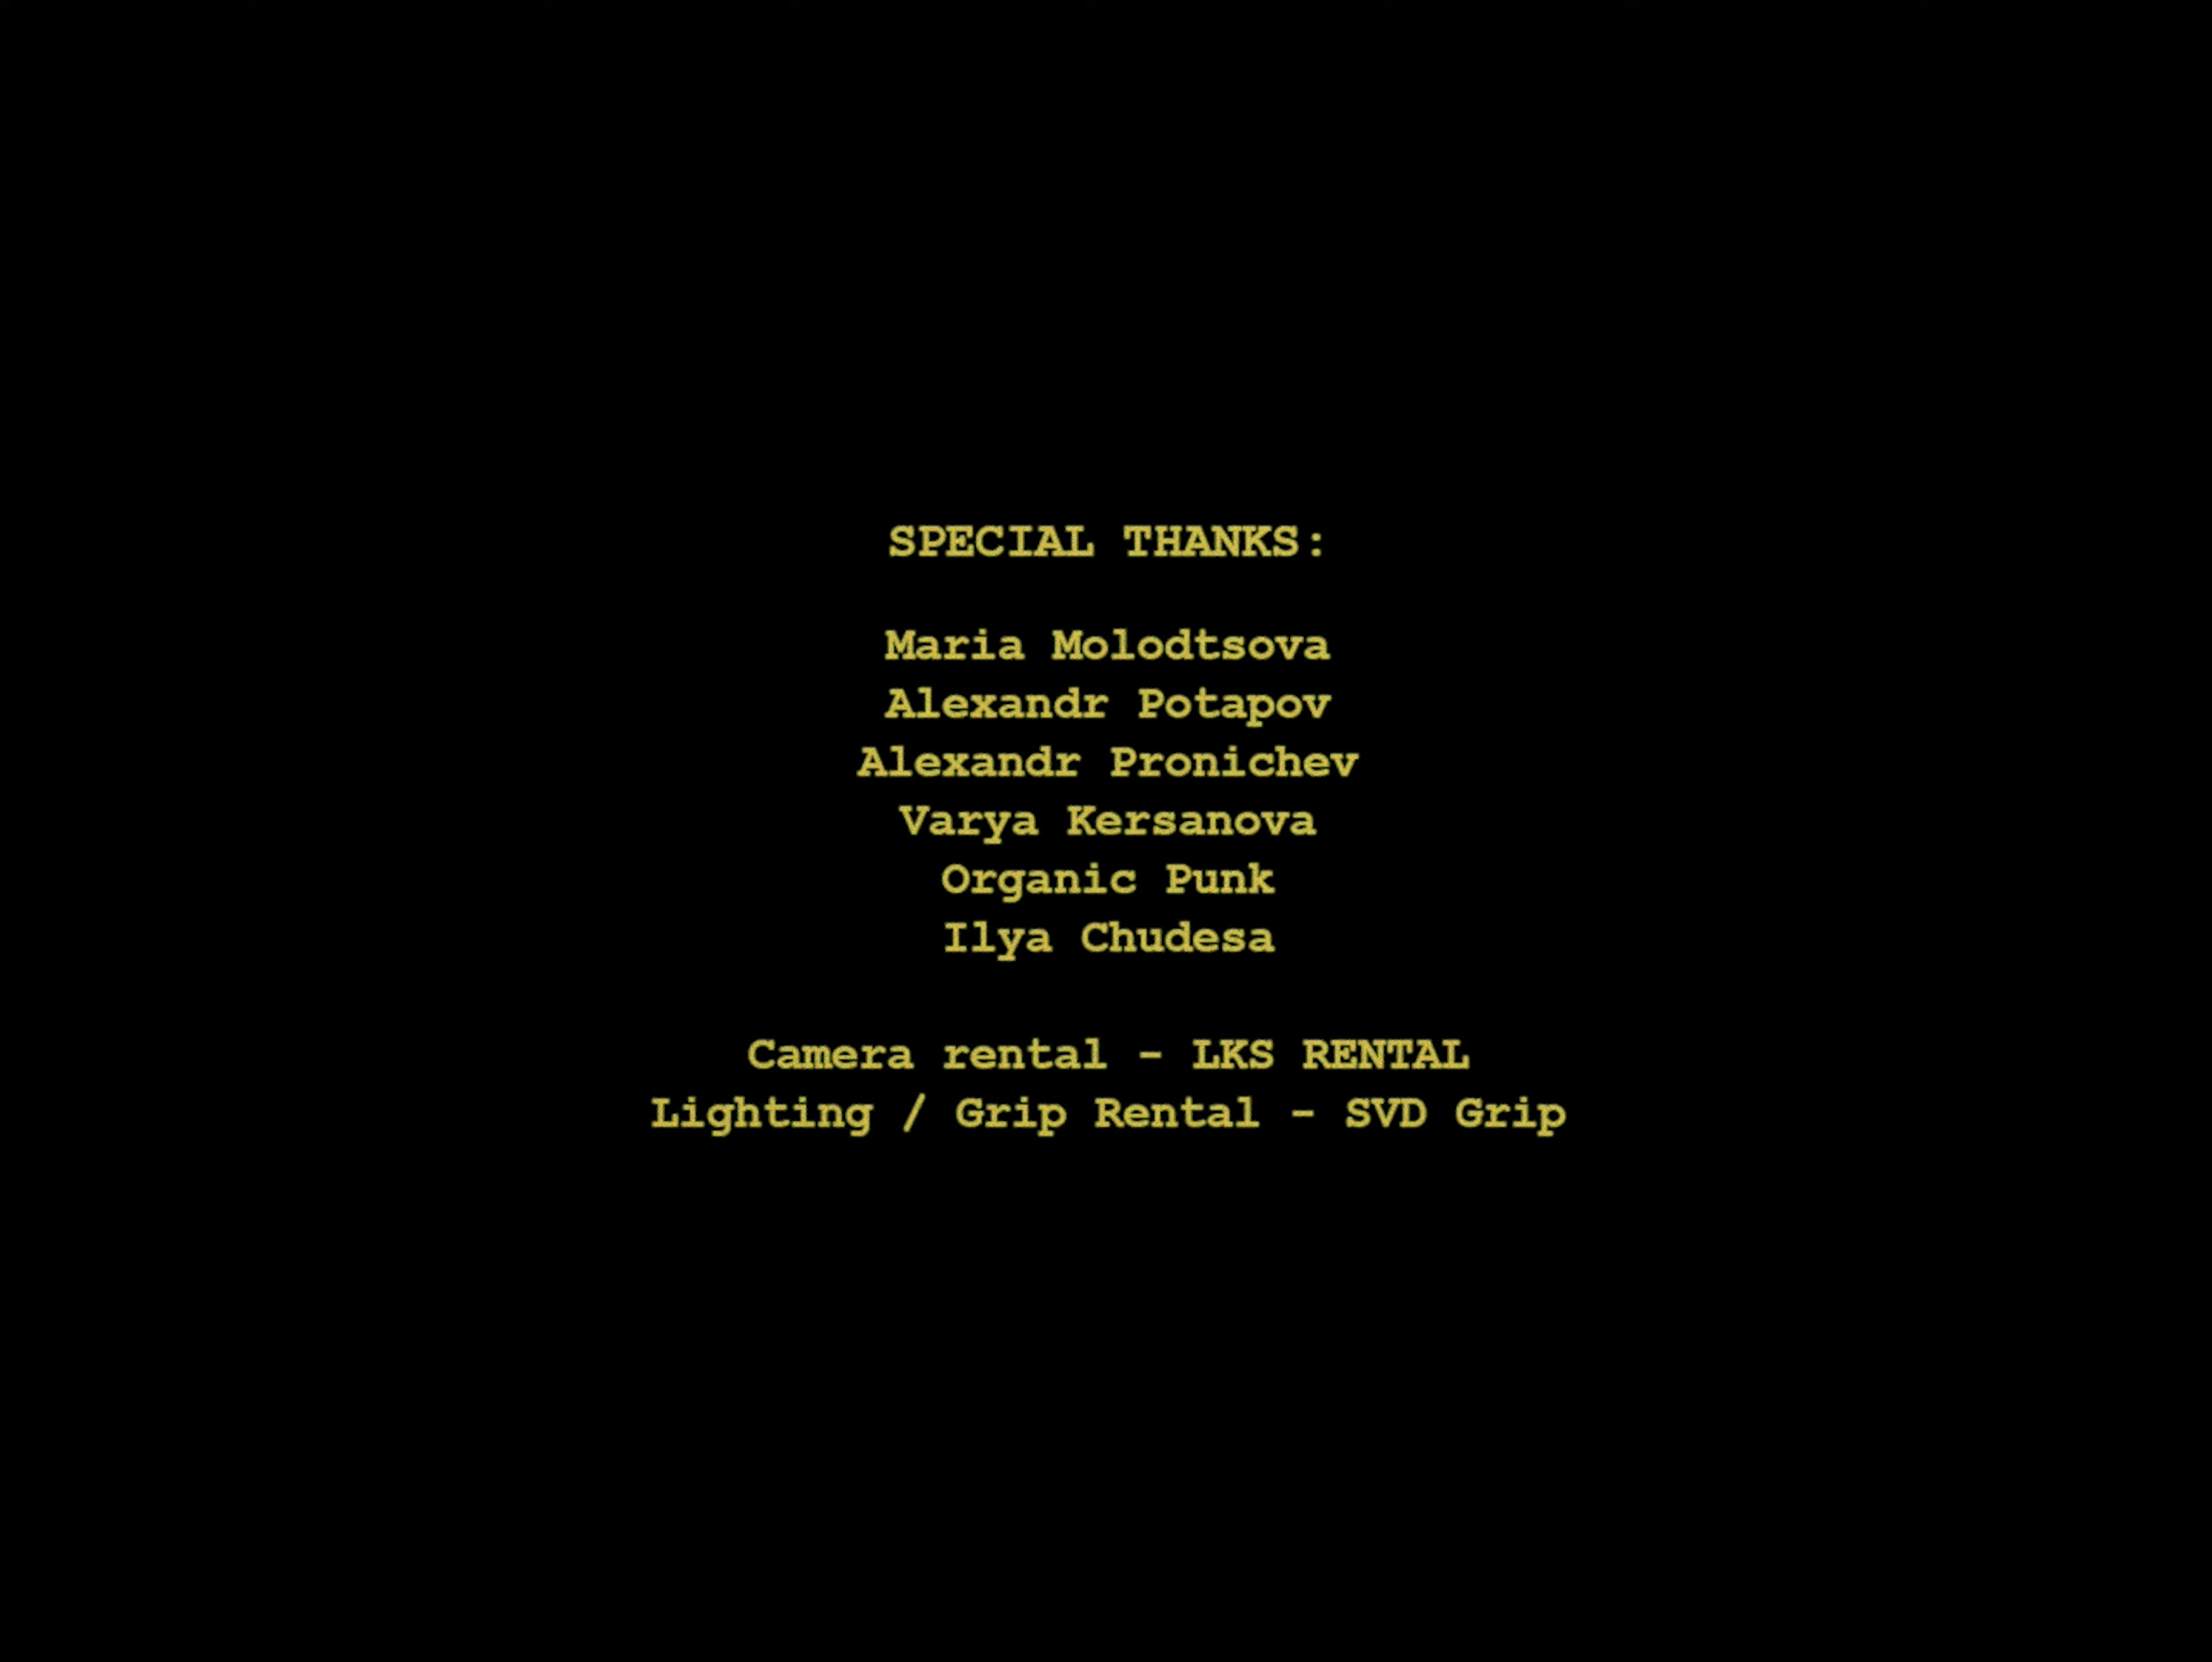 SPECIAL THANKS:
Maria Molodtsova
Alexandr Potapov
Alexandr Pronichev
Varya Kersanova
Organic Punk
Ilya Chudesa
Camera rental - LKS RENTAL
Lighting / Grip Rental - SVD Grip